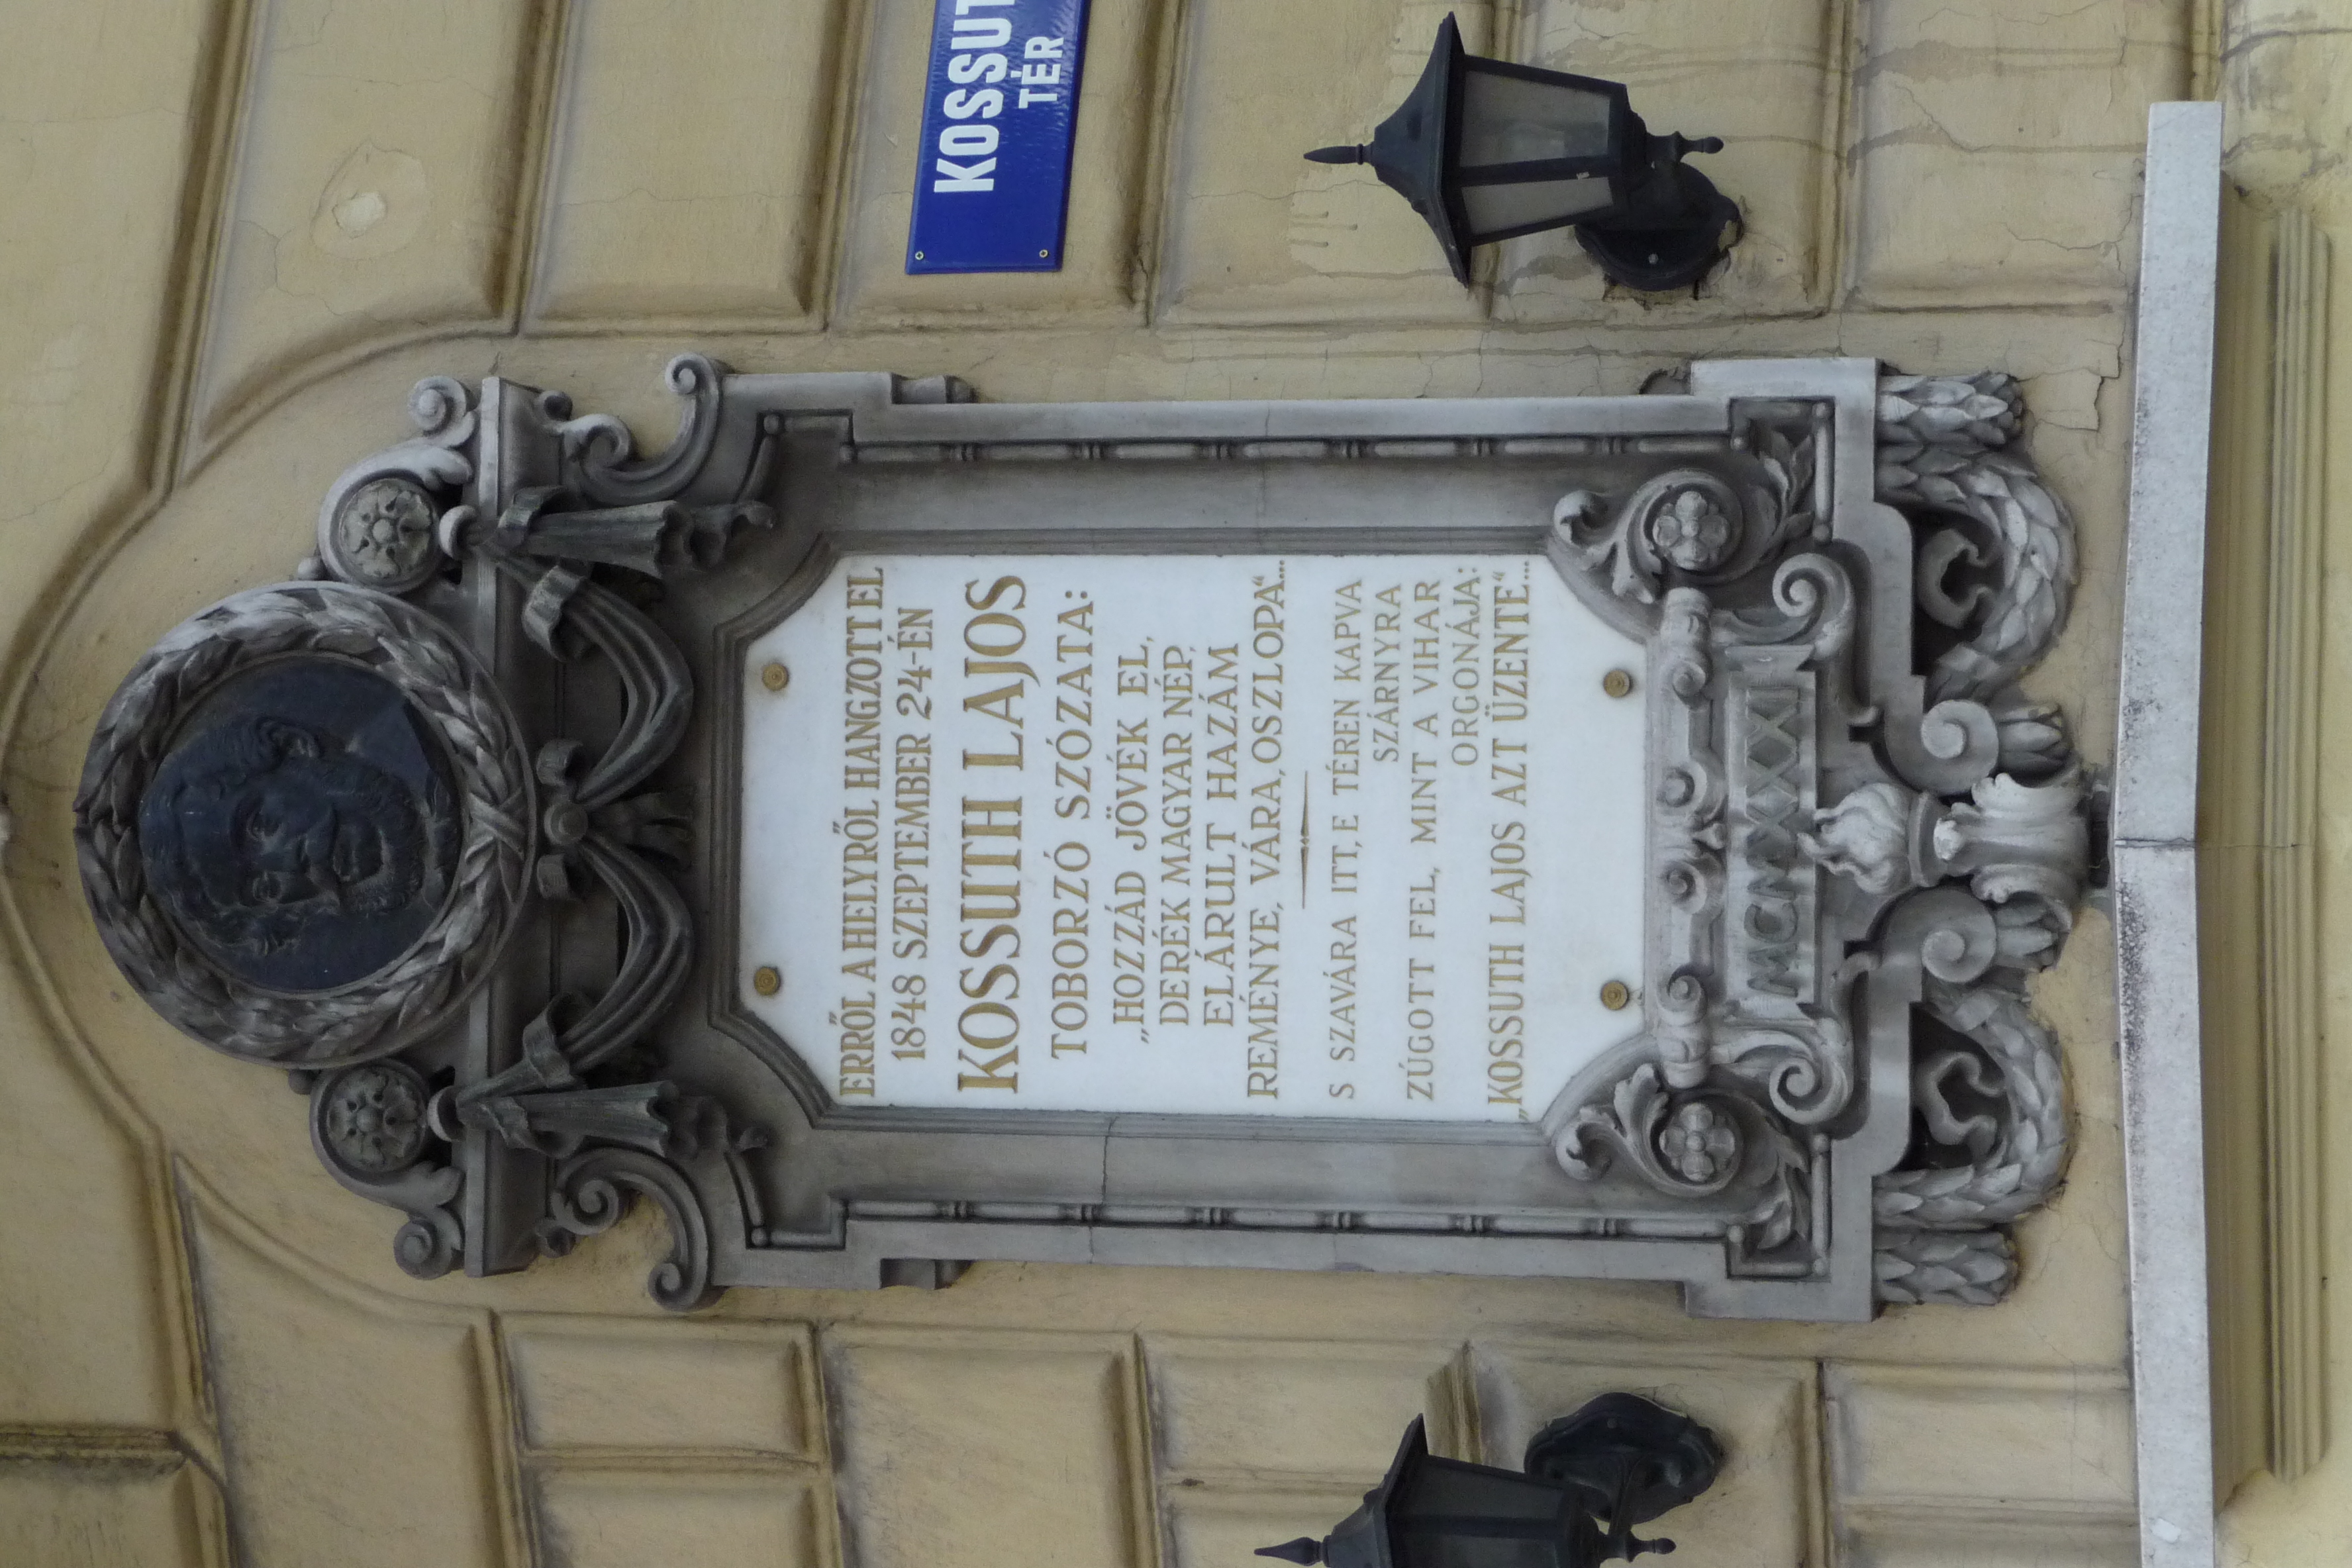 KOSSUT
TÉR
ERRŐL A HELYRŐL HANGZOTT EL
1848 SZEPTEMBER 24-ÉN
KOSSUTH LAJOS
TOBORZÓ SZÓZATA:
„HOZZÁD JÖVÖK EL,
DERÉK MAGYAR NÉP,
ELÁRULT HAZÁM
REMÉNYE, VÁRA, OSZLOPA“...
S SZAVÁRA ITT, E TÉREN KAPVA
SZÁRNYRA
ZÚGOTT FEL, MINT A VIHAR
ORGONÁJA:
„KOSSUTH LAJOS AZT ÜZENTE“...
MCMXXXI